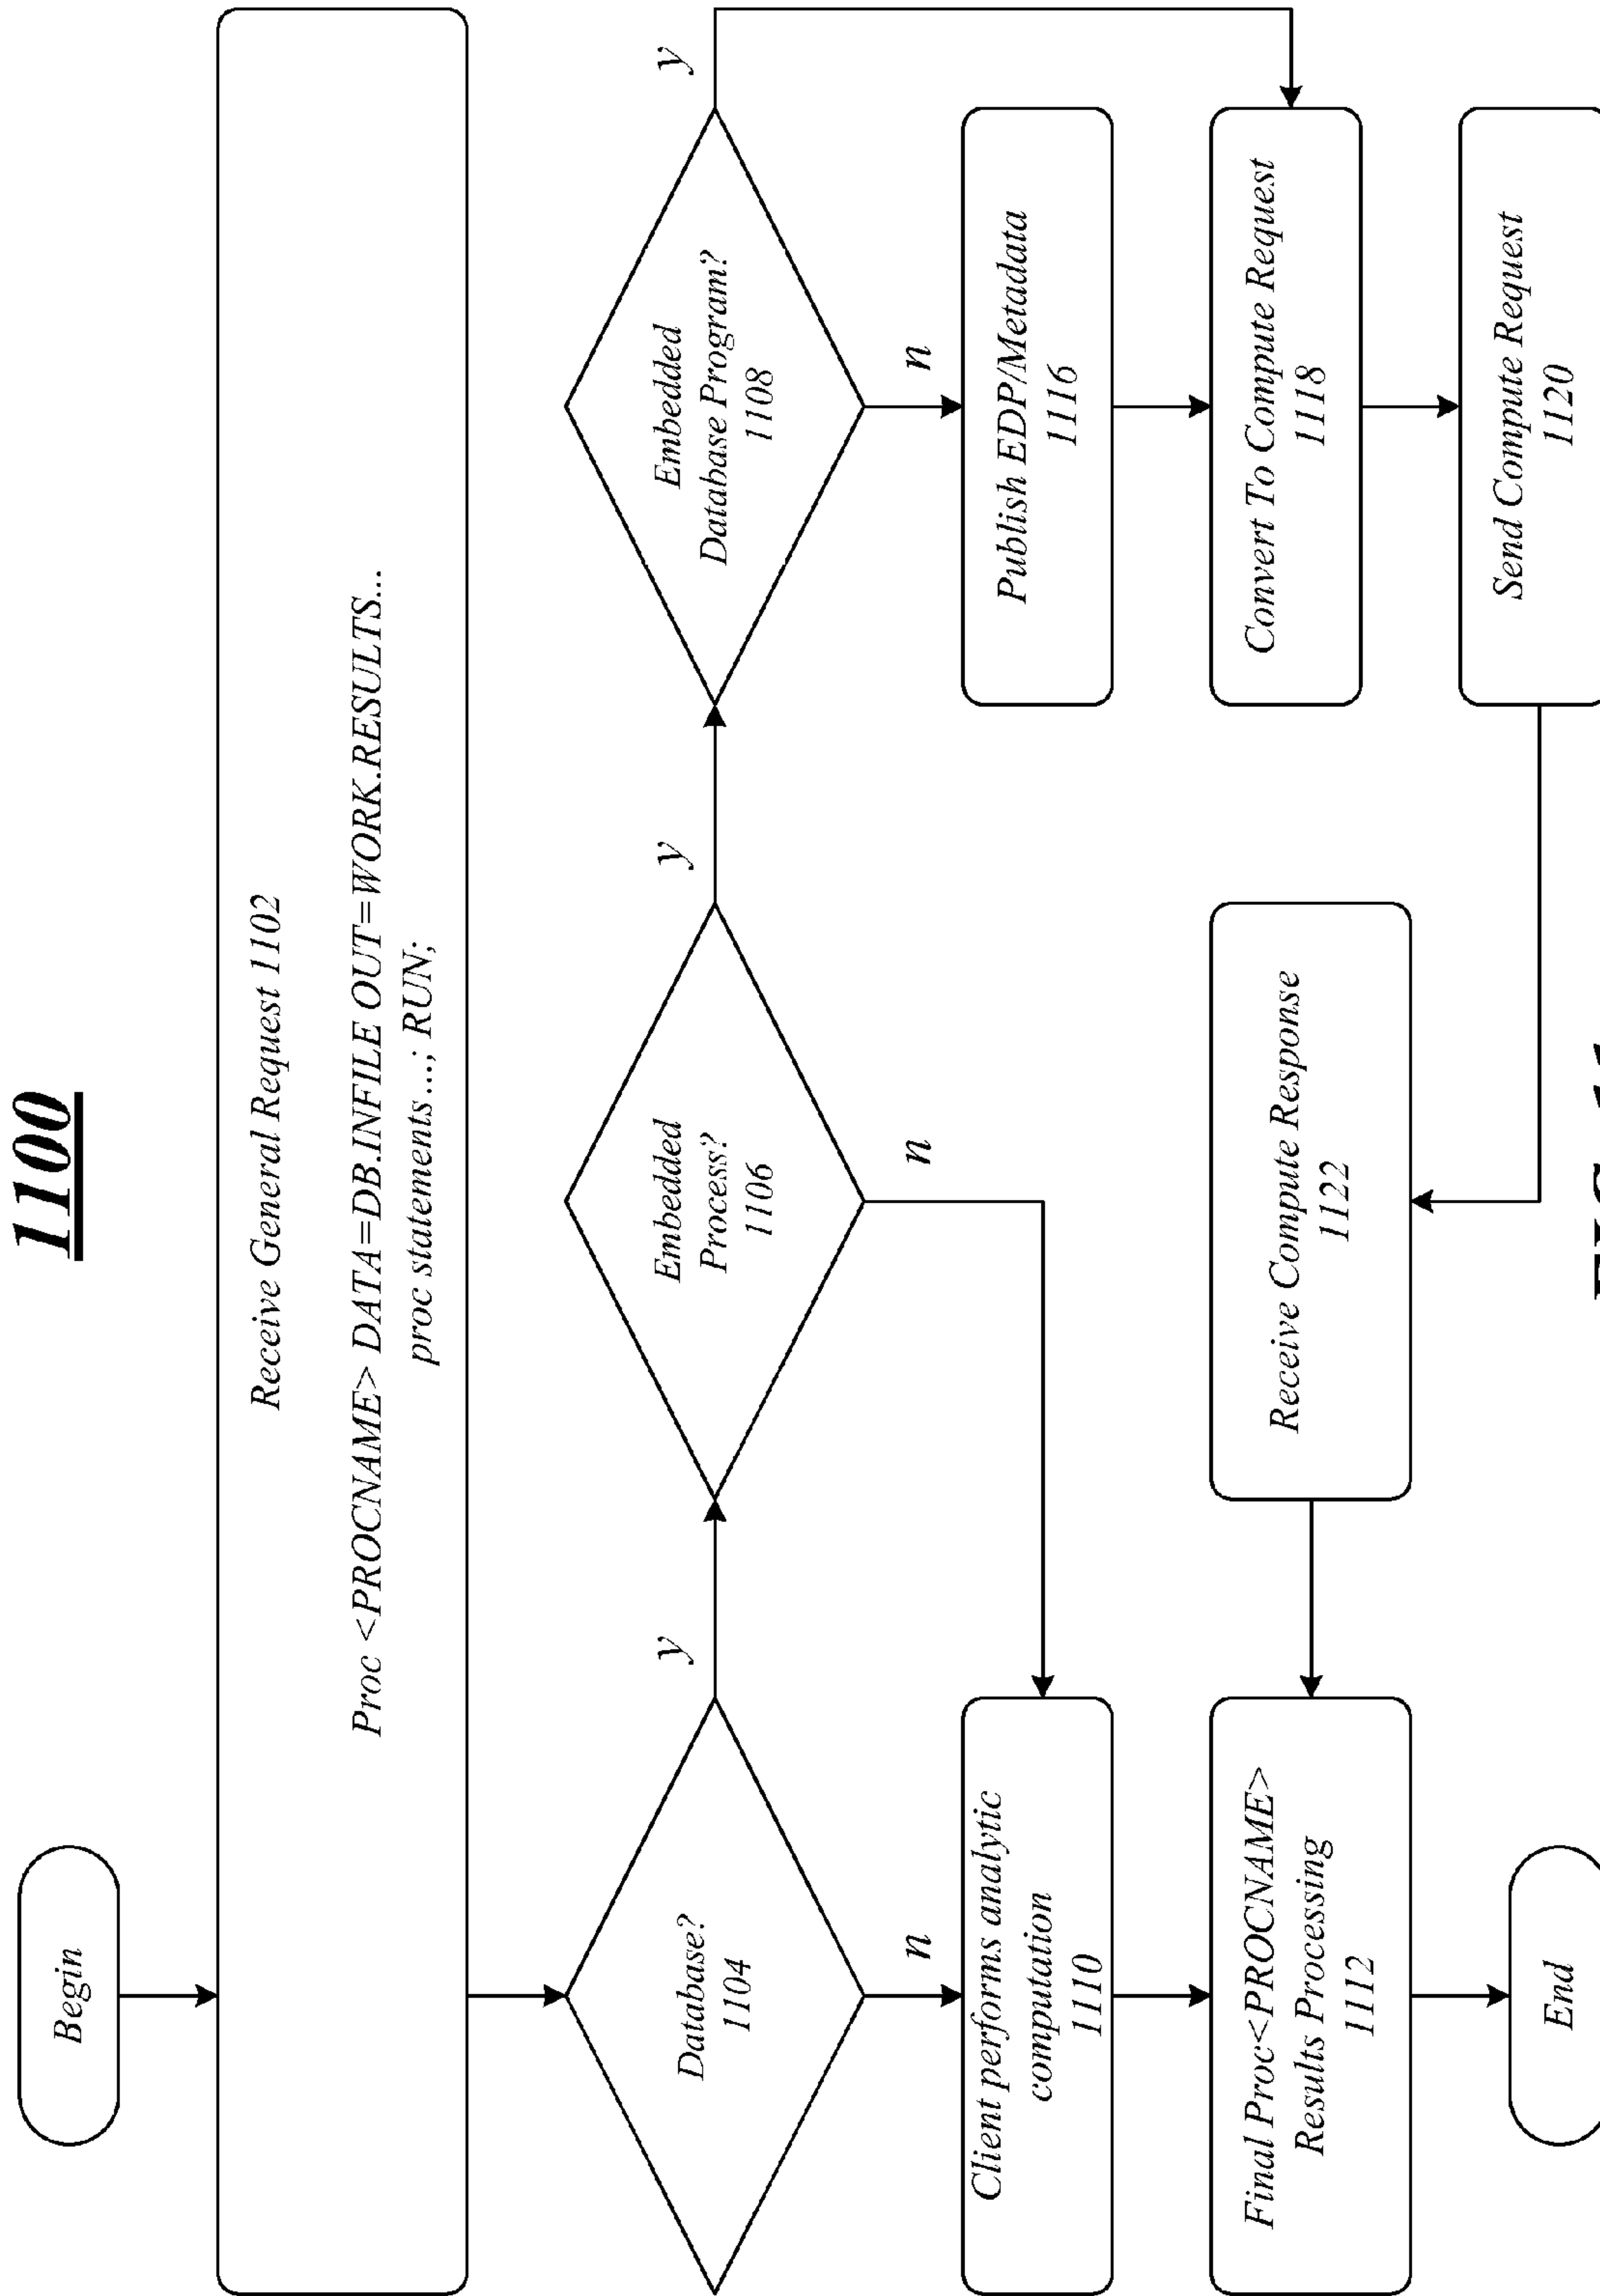 1100
Begin
Receive General Request 1102
Proc <PROCNAME> DATA=DB.INFILE OUT=WORK.RESULTS...
proc statements...; RUN;
Database?
1104
y
Embedded
Process?
1106
y
Embedded
Database Program?
1108
y
n
n
n
Client performs analytic
computation
1110
Publish EDP/Metadata
1116
Final Proc<PROCNAME>
Results Processing
1112
Receive Compute Response
1122
Convert To Compute Request
1118
End
Send Compute Request
1120